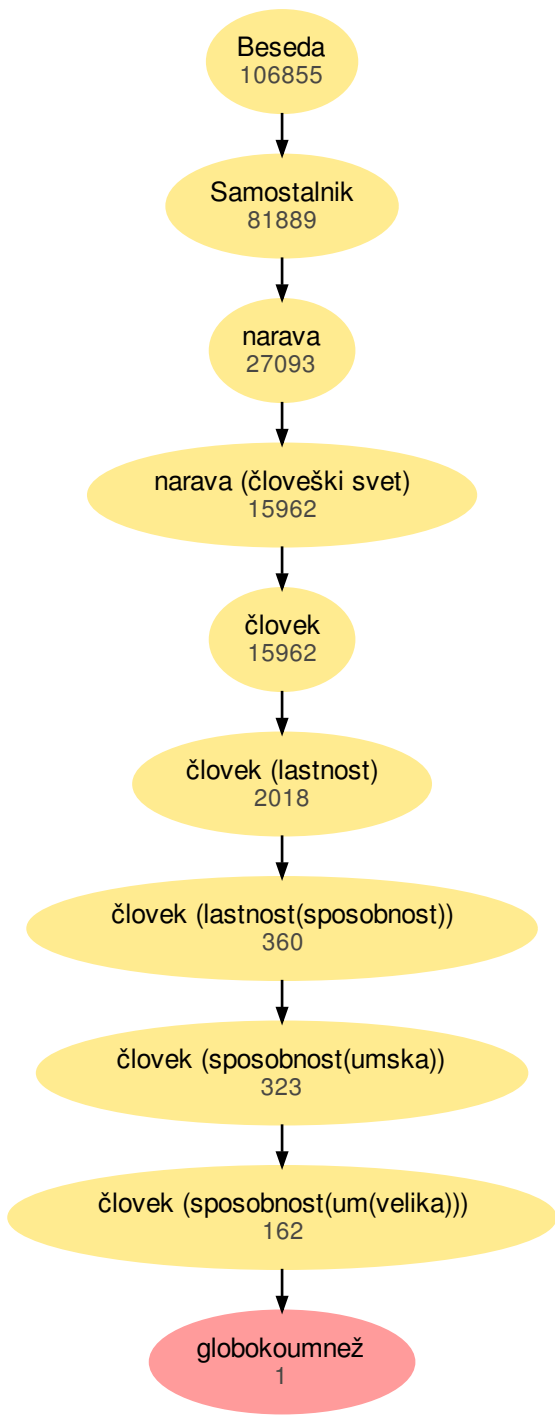 Beseda
106855
Samostalnik
81889
narava
27093
narava (človeški svet)
15962
človek
15962
človek (lastnost)
2018
človek (lastnost(sposobnost))
360
človek (sposobnost(umska))
323
človek (sposobnost(um(velika)))
162
globokoumnež
1